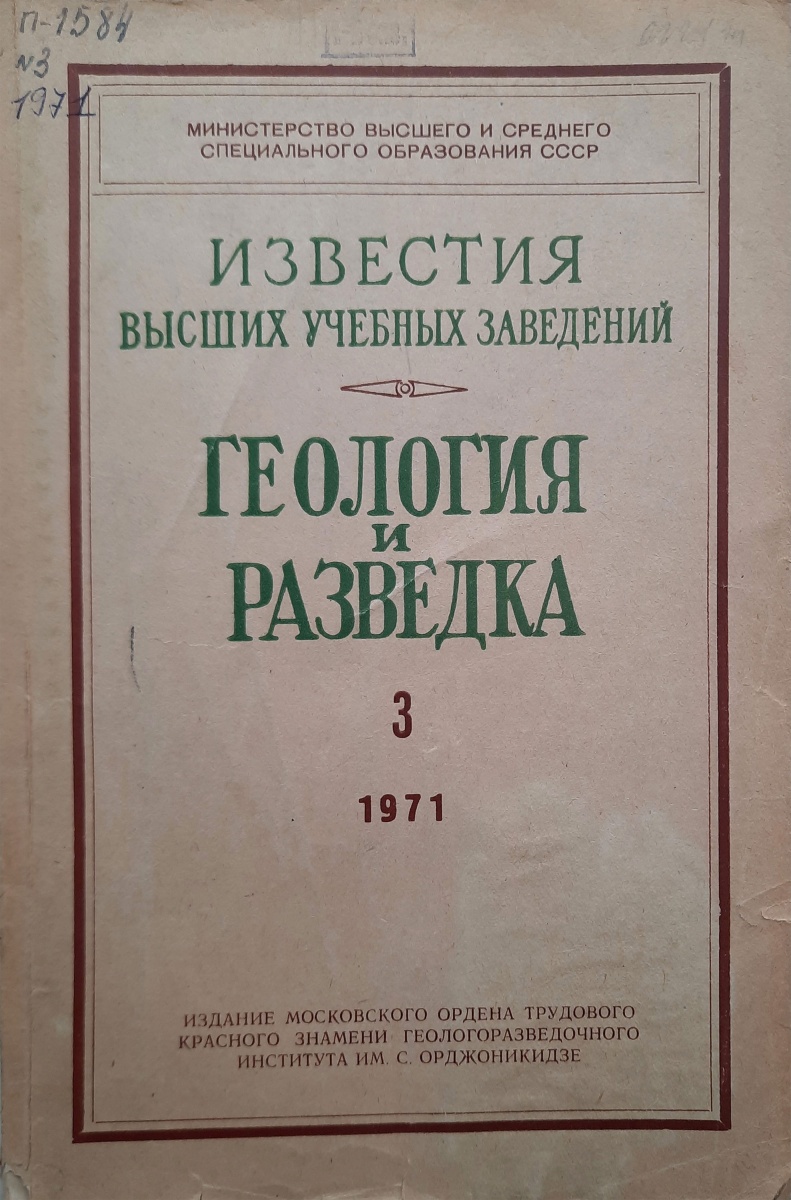 П-1584
№3
1971
МИНИСТЕРСТВО ВЫСШЕГО И СРЕДНЕГО
СПЕЦИАЛЬНОГО ОБРАЗОВАНИЯ СССР
ИЗВЕСТИЯ
ВЫСШИХ УЧЕБНЫХ ЗАВЕДЕНИЙ
ГЕОЛОГИЯ
и
РАЗВЕДКА
3
1971
ИЗДАНИЕ МОСКОВСКОГО ОРДЕНА ТРУДОВОГО
КРАСНОГО ЗНАМЕНИ ГЕОЛОГОРАЗВЕДОЧНОГО
ИНСТИТУТА ИМ. С. ОРДЖОНИКИДЗЕ